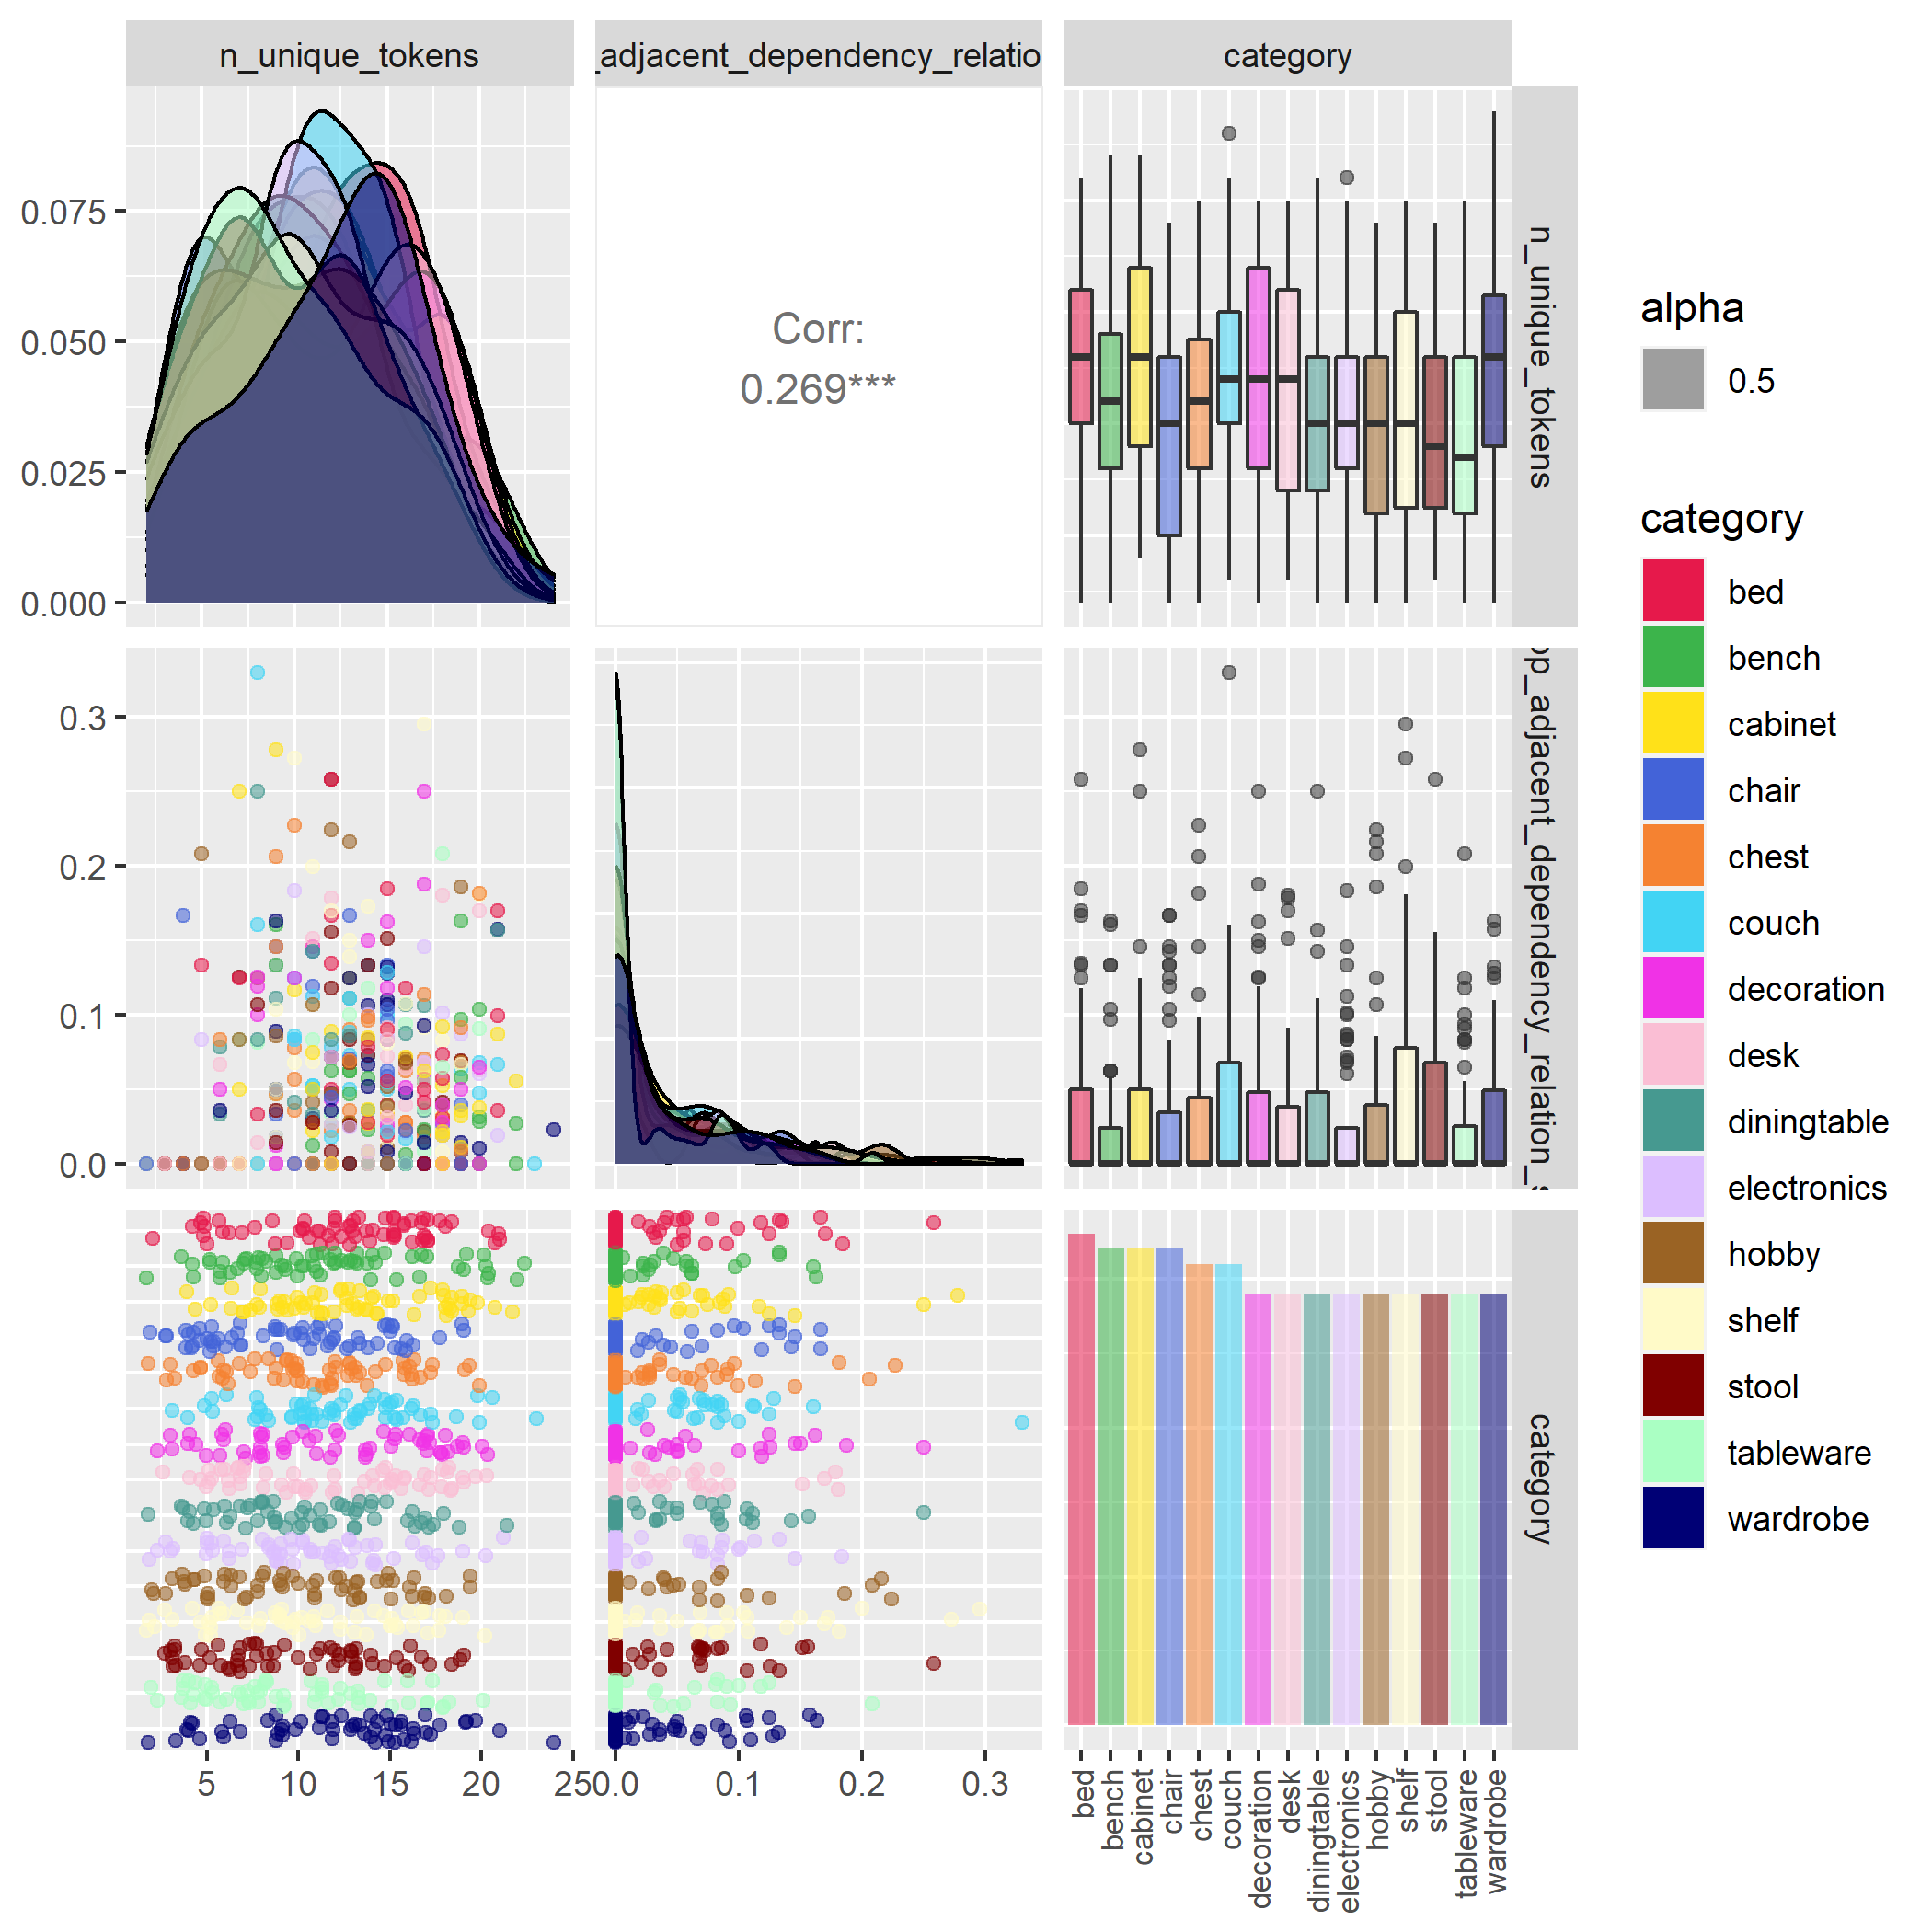 n_unique_tokens
_adjacent_dependency_relatio
category
0.075
0.050
0.025
0.000
Corr:
0.269***
n_unique_tokens
0.3
0.2
0.1
0.0
op_adjacent_dependency_relation_s
category
5
10
15
20
25
0.0
0.1
0.2
0.3
bed
bench
cabinet
chair
chest
couch
decoration
desk
diningtable
electronics
hobby
shelf
stool
tableware
wardrobe
alpha
0.5
category
bed
bench
cabinet
chair
chest
couch
decoration
desk
diningtable
electronics
hobby
shelf
stool
tableware
wardrobe